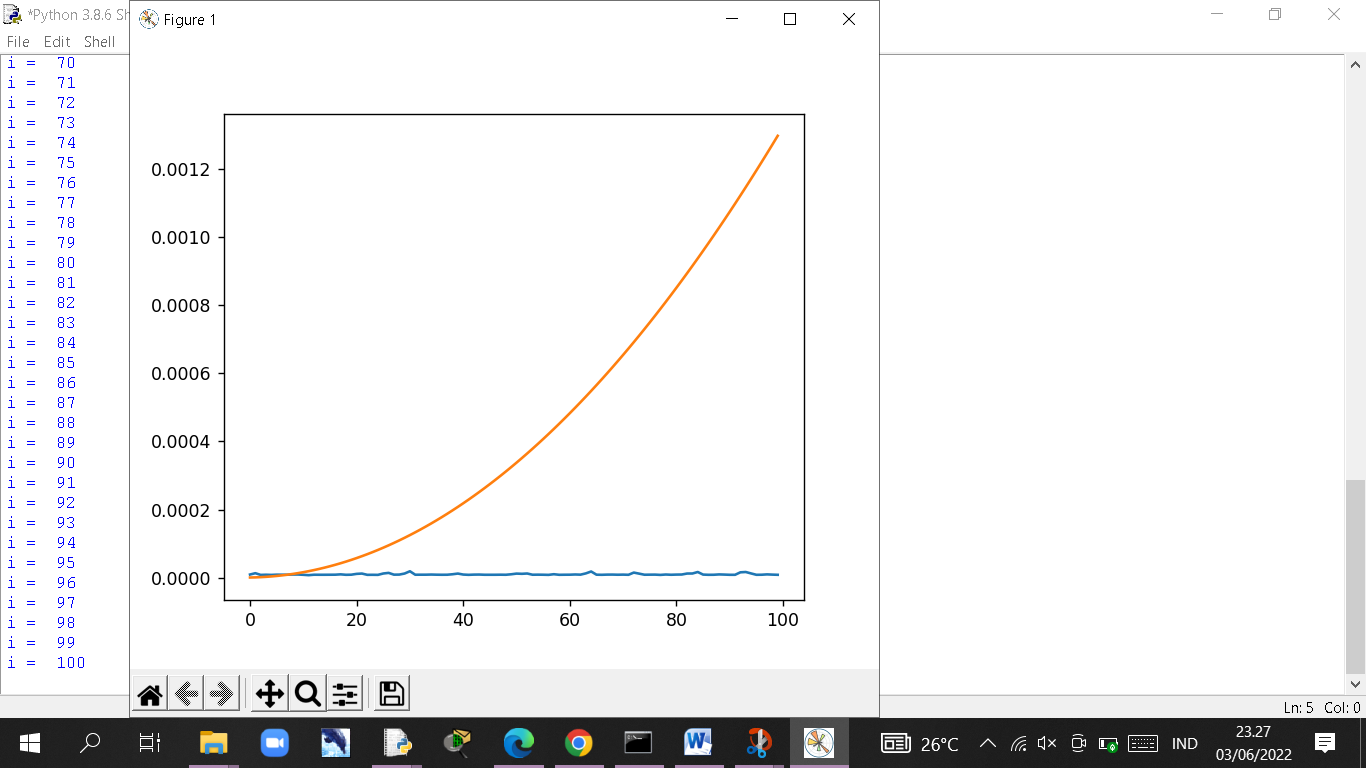 *Python 3.8.6 Sh
File Edit Shell
i = 70
i = 71
i = 72
i = 73
i = 74
i = 75
i = 76
i = 77
i = 78
i = 79
i = 80
i = 81
i = 82
i = 83
i = 84
i = 85
i = 86
i = 87
i = 88
i = 89
i = 90
i = 91
i = 92
i = 93
i = 94
i = 95
i = 96
i = 97
i = 98
i = 99
i = 100
Figure 1
0.0012
0.0010
0.0008
0.0006
0.0004
0.0002
0.0000
0 20 40 60 80 100
Ln: 5 Col: 0
26°C
IND
23.27
03/06/2022